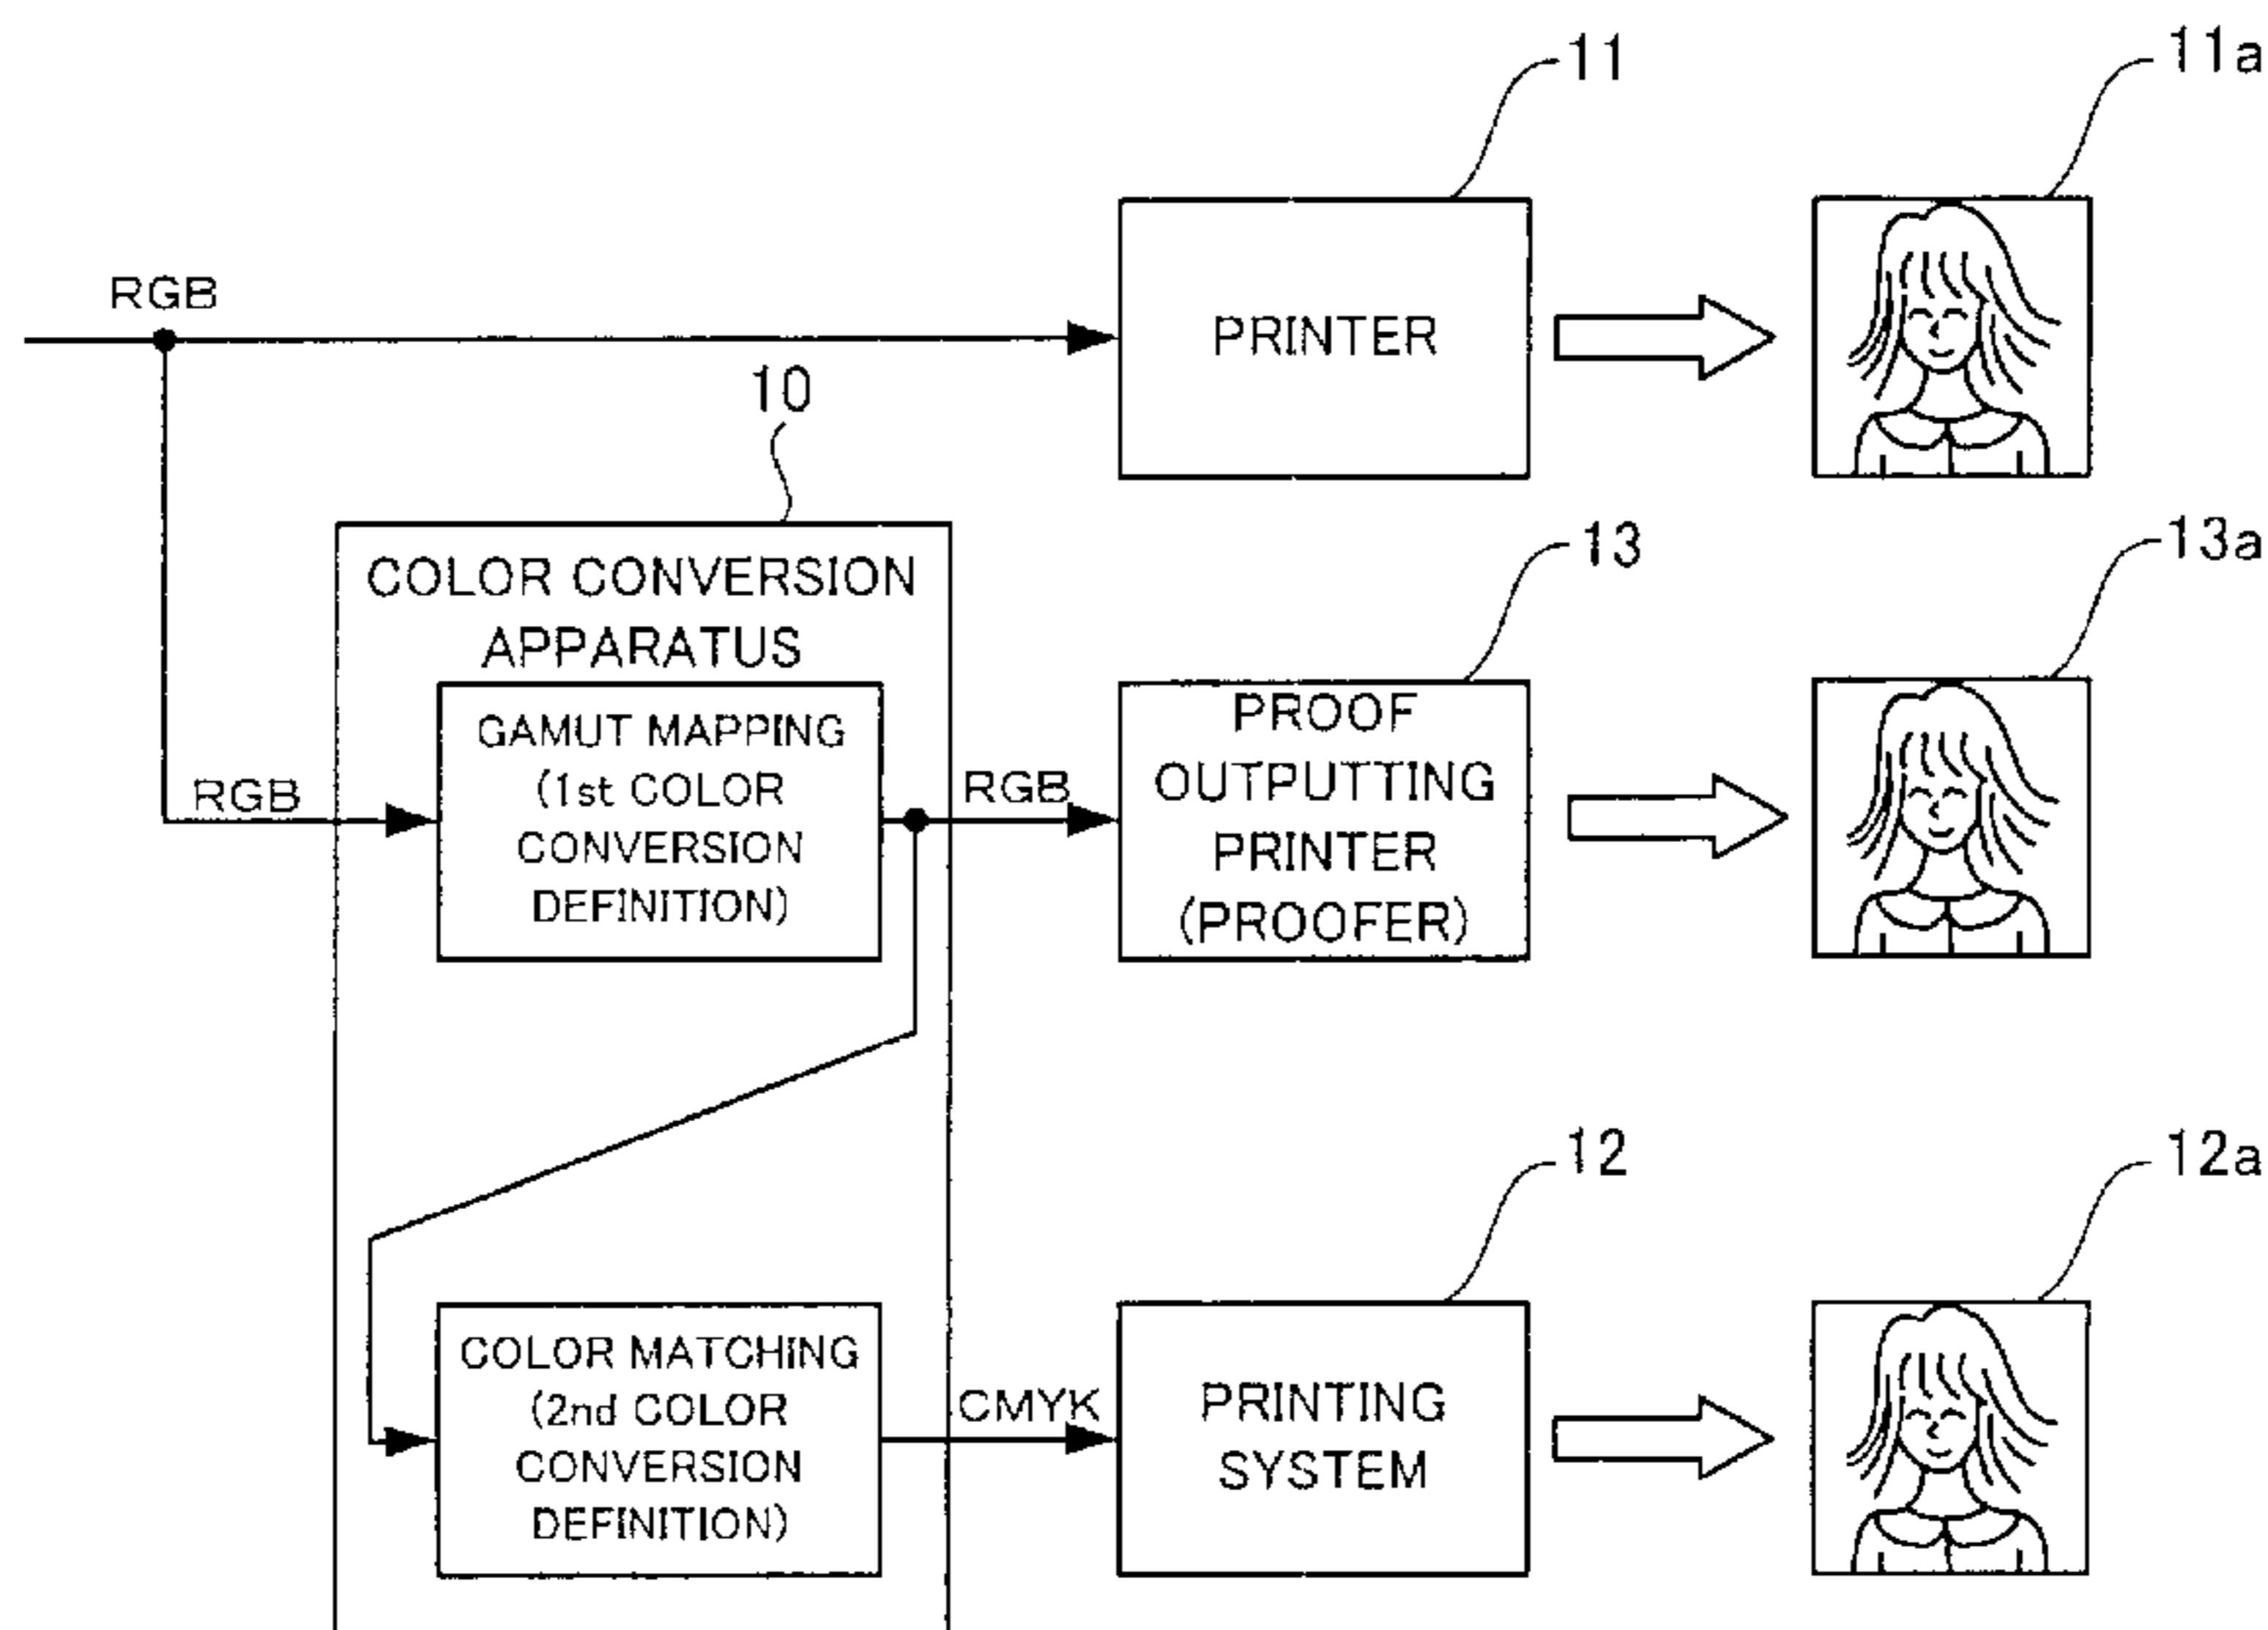 11
11a
RGB
PRINTER
10
13
13a
COLOR CONVERSION
APPARATUS
GAMUT MAPPING
(1st COLOR
CONVERSION
DEFINITION)
RGB
RGB
PROOF
OUTPUTTING
PRINTER
(PROOFER)
12
12a
COLOR MATCHING
(2nd COLOR
CONVERSION
DEFINITION)
CMYK
PRINTING
SYSTEM